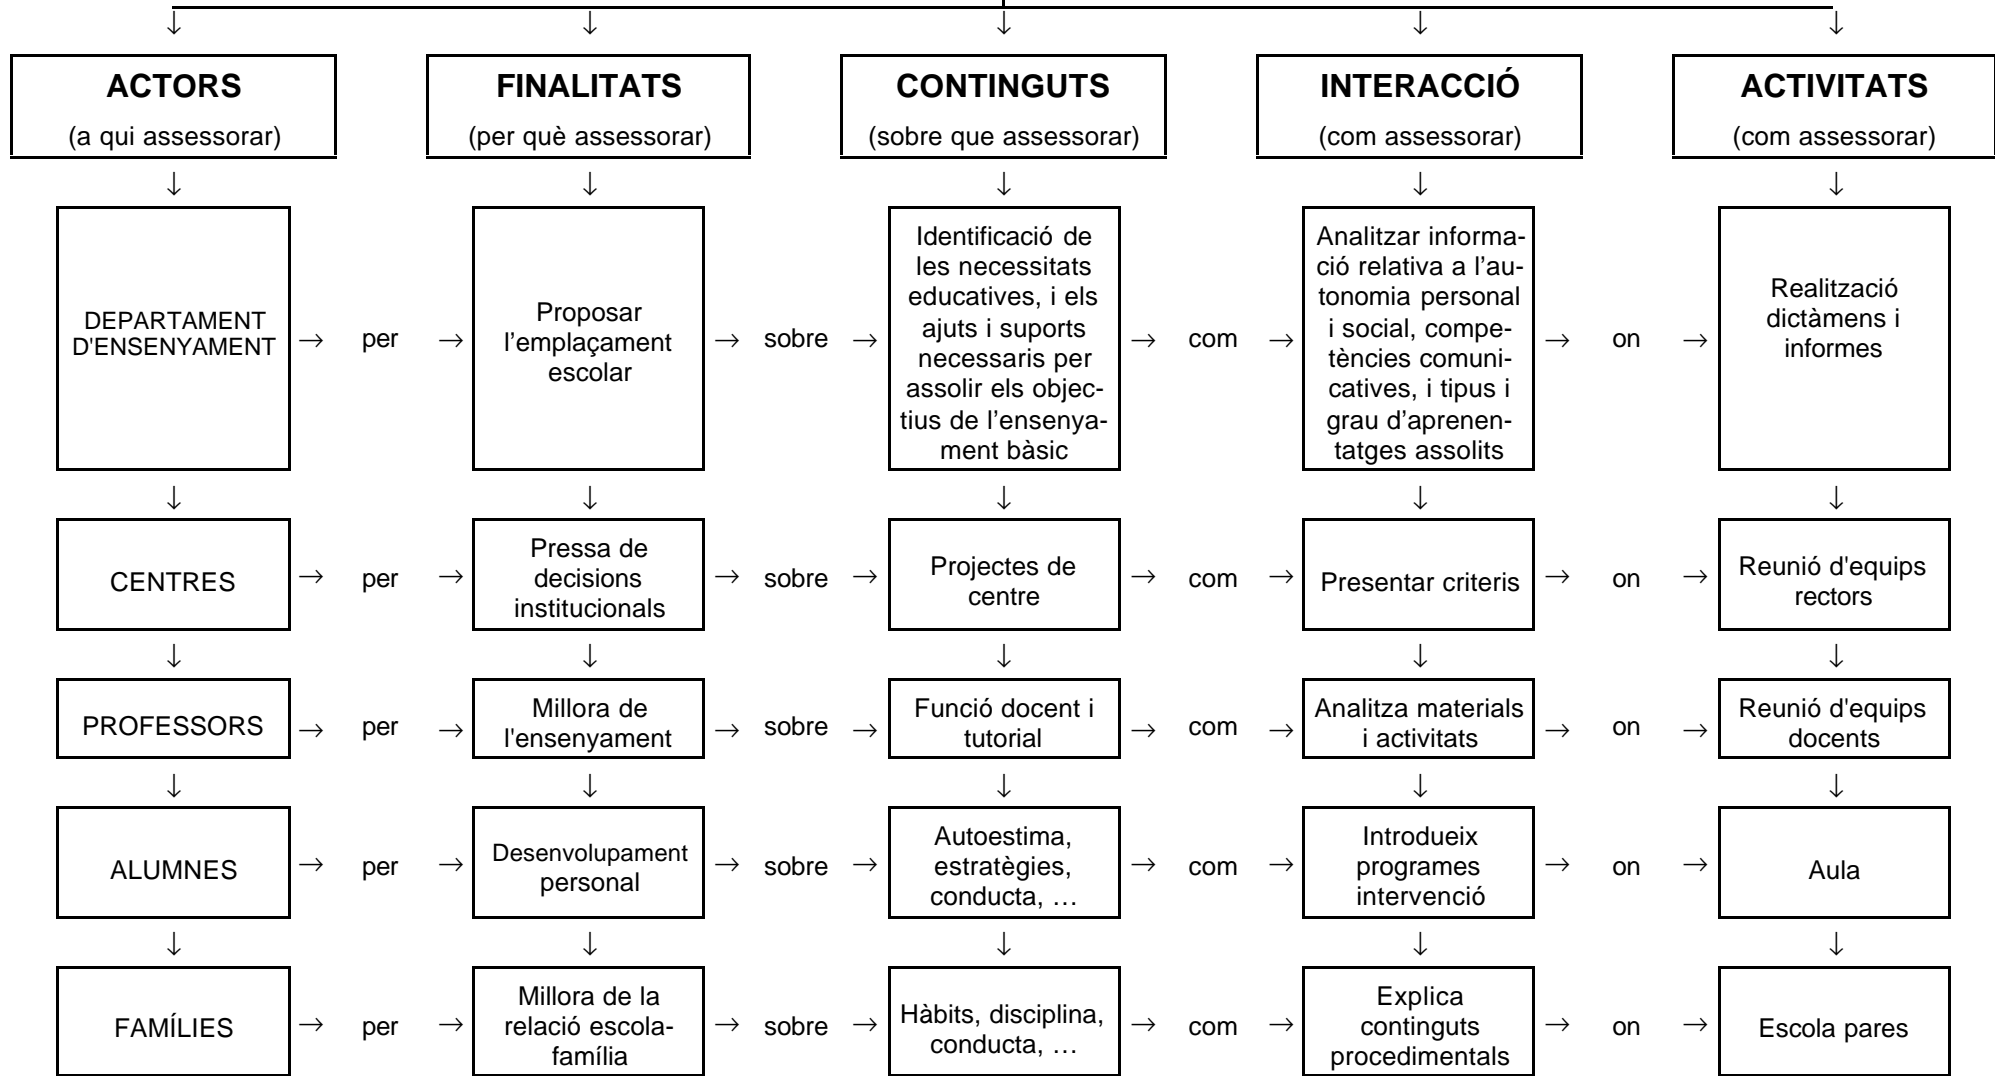 ACTORS
(a qui assessorar)
FINALITATS
(per què assessorar)
CONTINGUTS
(sobre que assessorar)
INTERACCIÓ
(com assessorar)
ACTIVITATS
(com assessorar)
DEPARTAMENT
D'ENSENYAMENT
→ per →
Proposar
l'emplaçament
escolar
→ sobre →
Identificació de
les necessitats
educatives, i els
ajuts i suports
necessaris per
assolir els objec-
tius de l'ensenya-
ment bàsic
→ com →
Analitzar informa-
ció relativa a l'au-
tonomia personal
i social, compe-
tències comuni-
catives, i tipus i
grau d'aprenen-
tatges assolits
→ on →
Realització
dictàmens i
informes
CENTRES
→ per →
Pressa de
decisions
institucionals
→ sobre →
Projectes de
centre
→ com →
Presentar criteris
→ on →
Reunió d'equips
rectors
PROFESSORS
→ per →
Millora de
l'ensenyament
→ sobre →
Funció docent i
tutorial
→ com →
Analitza materials
i activitats
→ on →
Reunió d'equips
docents
ALUMNES
→ per →
Desenvolupament
personal
→ sobre →
Autoestima,
estratègies,
conducta, …
→ com →
Introdueix
programes
intervenció
→ on →
Aula
FAMÍLIES
→ per →
Millora de la
relació escola-
família
→ sobre →
Hàbits, disciplina,
conducta, …
→ com →
Explica
continguts
procedimentals
→ on →
Escola pares